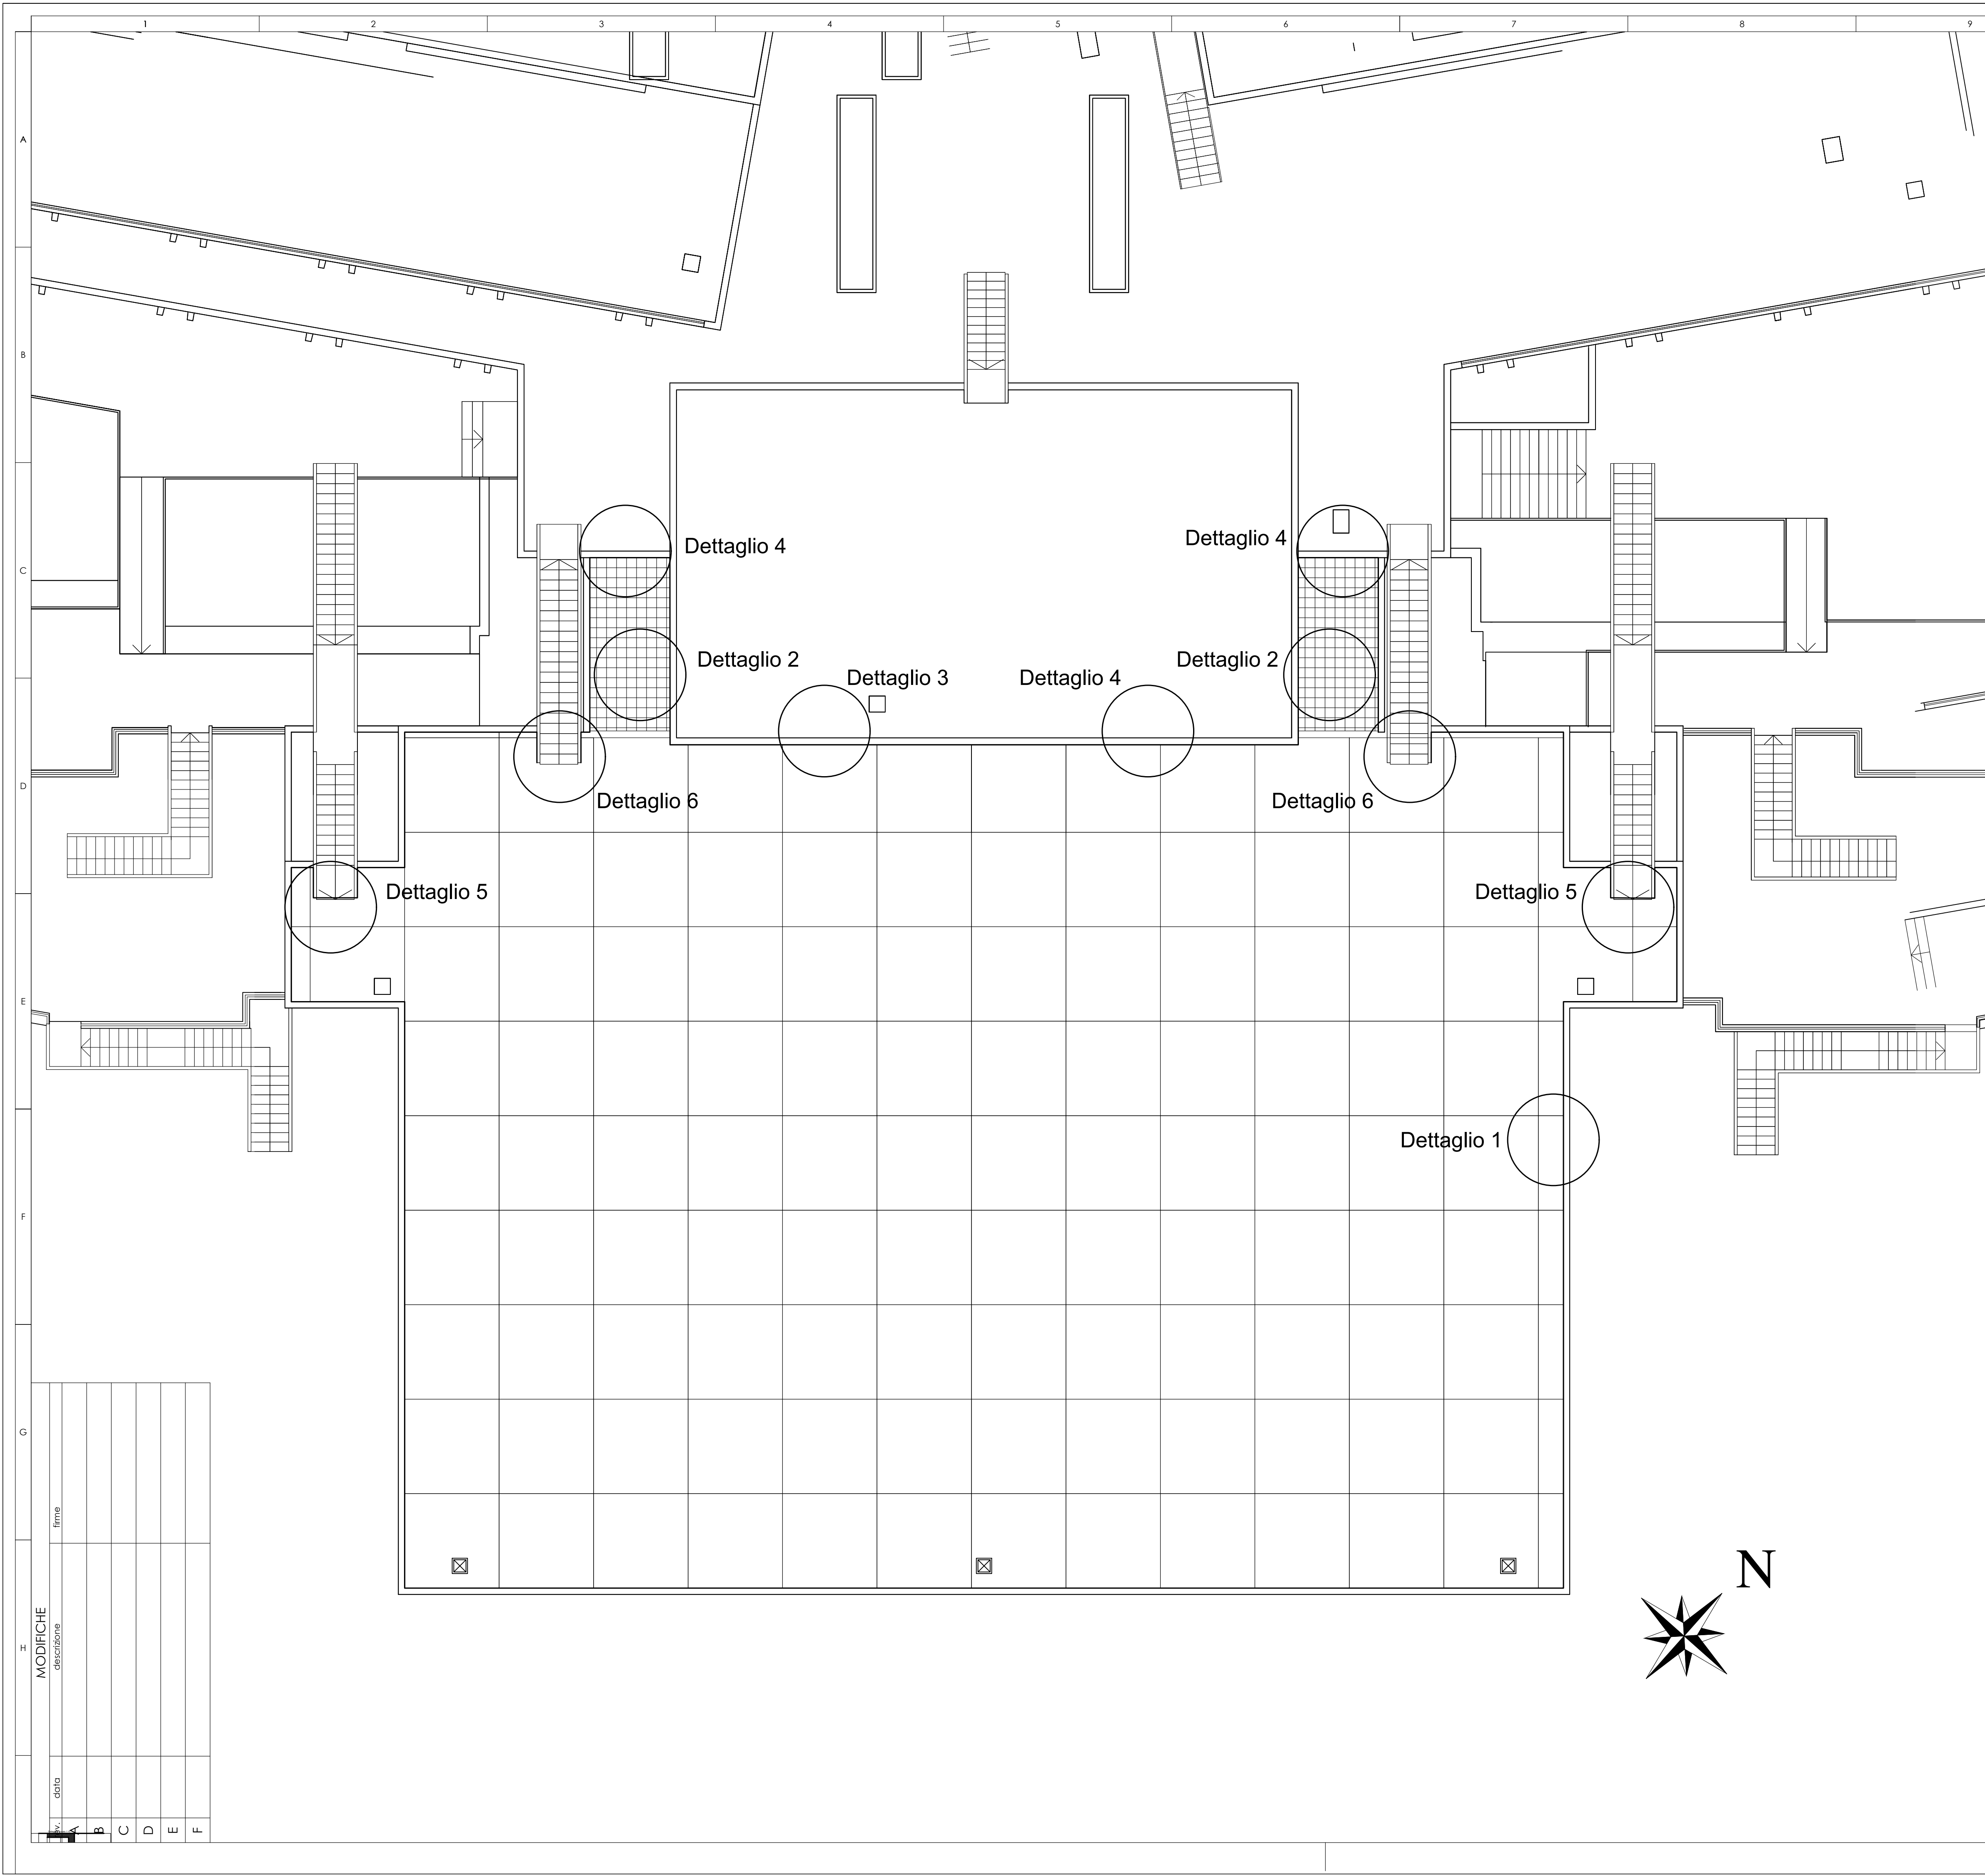 1 2 3 4 5 6 7 8 9
A
B
C
D
E
F
G
H
Dettaglio 4
Dettaglio 4
Dettaglio 2
Dettaglio 2
Dettaglio 3
Dettaglio 4
Dettaglio 6
Dettaglio 6
Dettaglio 5
Dettaglio 5
Dettaglio 1
N
MODIFICHE
data descrizione firme
A
B
C
D
E
F